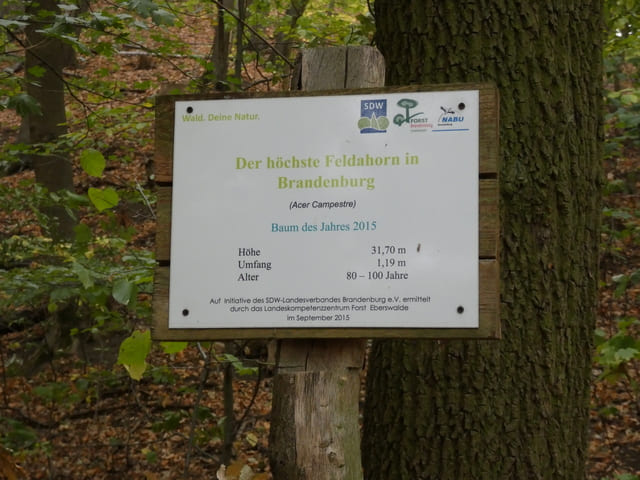 Wald. Deine Natur.
SDW
FORST
Brandenburg
NABU
Der höchste Feldahorn in
Brandenburg
(Acer Campestre)
Baum des Jahres 2015
Höhe 31,70 m
Umfang 1,19 m
Alter 80 – 100 Jahre
Auf Initiative des SDW-Landesverbandes Brandenburg e.V. ermittelt
durch das Landeskompetenzzentrum Forst Eberswalde
im September 2015